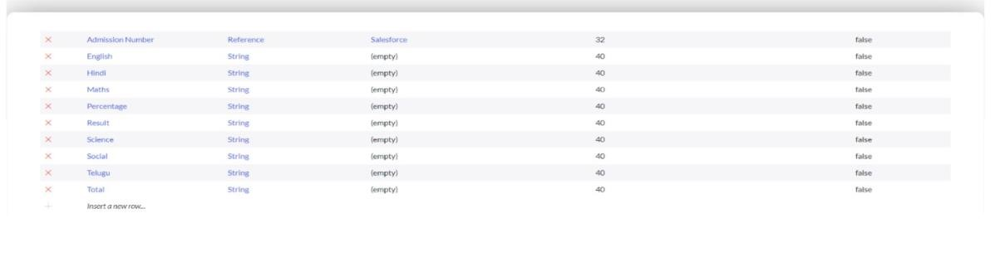 Admission Number Reference Salesforce 32 false
English String (empty) 40 false
Hindi String (empty) 40 false
Maths String (empty) 40 false
Percentage String (empty) 40 false
Result String (empty) 40 false
Science String (empty) 40 false
Social String (empty) 40 false
Telugu String (empty) 40 false
Total String (empty) 40 false
Insert a new row...